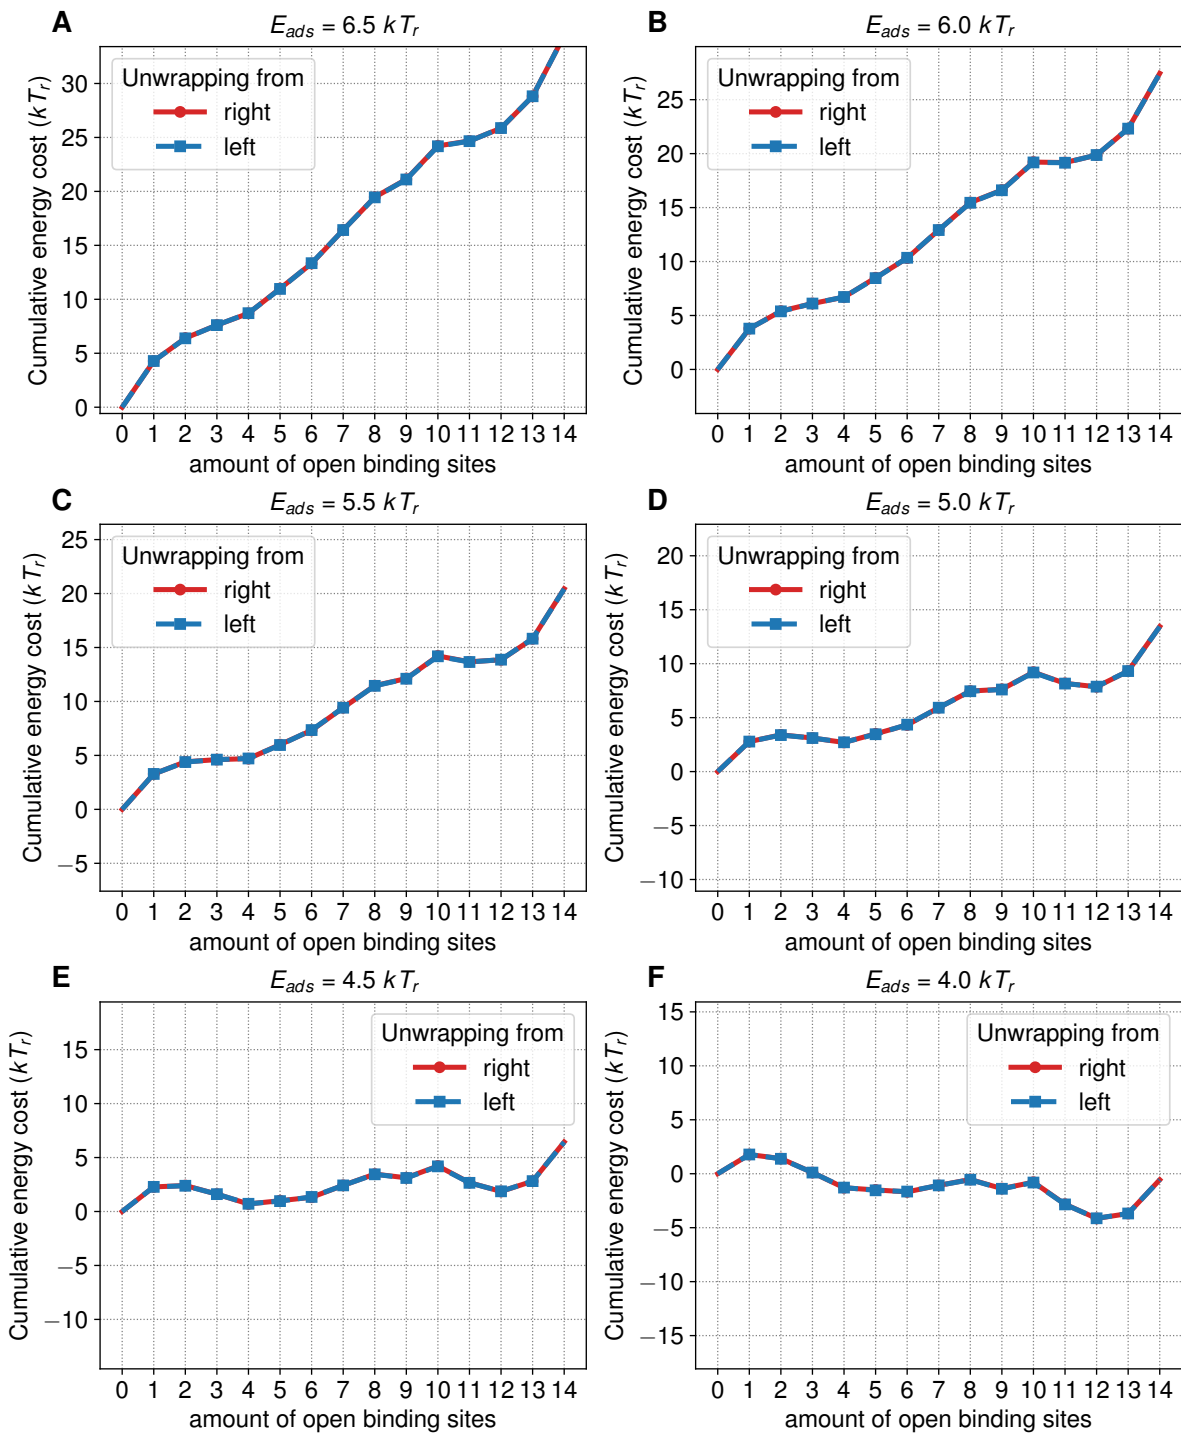 A
E_ads = 6.5 kT_r
Cumulative energy cost (kT_r)
30
25
20
15
10
5
0
Unwrapping from
right
left
0 1 2 3 4 5 6 7 8 9 10 11 12 13 14
amount of open binding sites
B
E_ads = 6.0 kT_r
Cumulative energy cost (kT_r)
25
20
15
10
5
0
Unwrapping from
right
left
0 1 2 3 4 5 6 7 8 9 10 11 12 13 14
amount of open binding sites
C
E_ads = 5.5 kT_r
Cumulative energy cost (kT_r)
25
20
15
10
5
0
−5
Unwrapping from
right
left
0 1 2 3 4 5 6 7 8 9 10 11 12 13 14
amount of open binding sites
D
E_ads = 5.0 kT_r
Cumulative energy cost (kT_r)
20
15
10
5
0
−5
−10
Unwrapping from
right
left
0 1 2 3 4 5 6 7 8 9 10 11 12 13 14
amount of open binding sites
E
E_ads = 4.5 kT_r
Cumulative energy cost (kT_r)
15
10
5
0
−5
−10
Unwrapping from
right
left
0 1 2 3 4 5 6 7 8 9 10 11 12 13 14
amount of open binding sites
F
E_ads = 4.0 kT_r
Cumulative energy cost (kT_r)
15
10
5
0
−5
−10
−15
Unwrapping from
right
left
0 1 2 3 4 5 6 7 8 9 10 11 12 13 14
amount of open binding sites